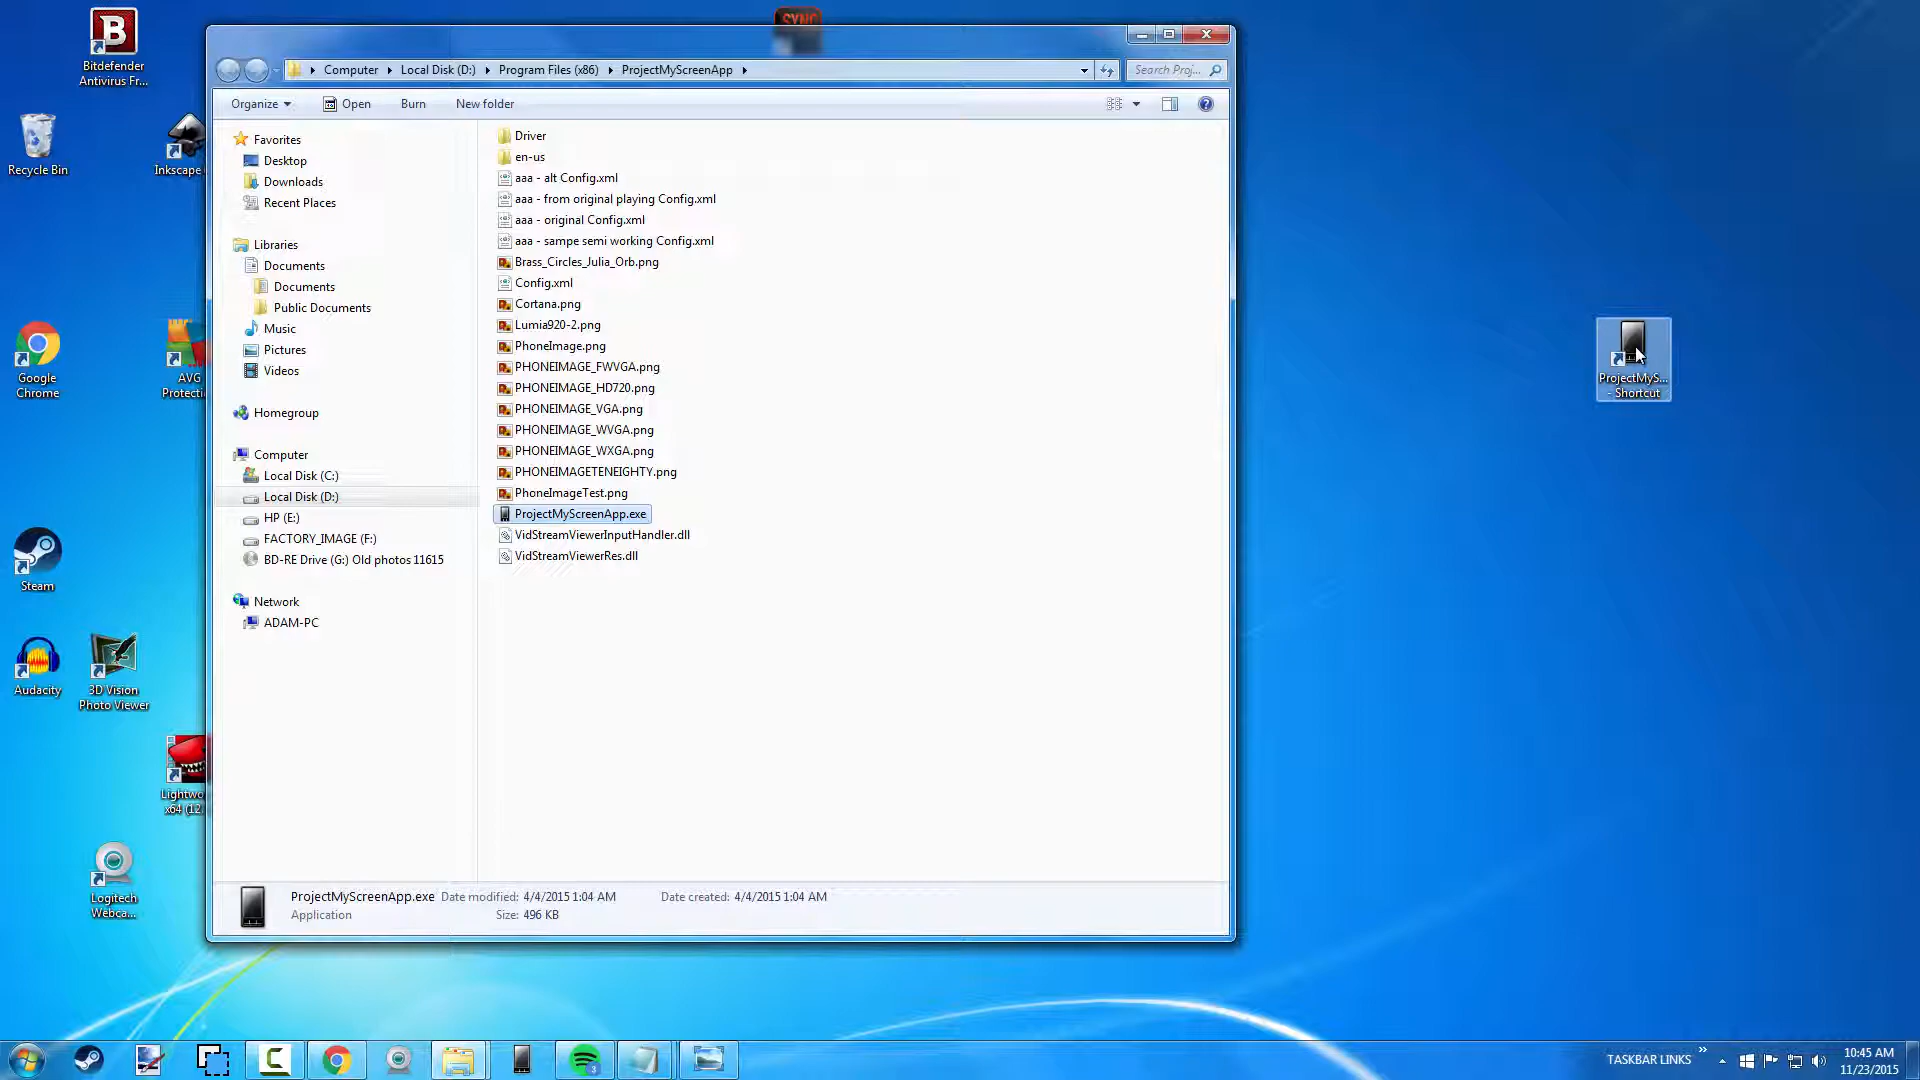 SYNC
Bitdefender
Antivirus Fr...
Recycle Bin
Inkscape
Google
Chrome
AVG
Protecti
Steam
Audacity
3D Vision
Photo Viewer
Lightwo
x64 (12.
Logitech
Webca...
Computer
Local Disk (D:)
Program Files (x86)
ProjectMyScreenApp
Search Proj...
Organize
Open
Burn
New folder
Favorites
Desktop
Downloads
Recent Places
Libraries
Documents
Documents
Public Documents
Music
Pictures
Videos
Homegroup
Computer
Local Disk (C:)
Local Disk (D:)
HP (E:)
FACTORY_IMAGE (F:)
BD-RE Drive (G:) Old photos 11615
Network
ADAM-PC
Driver
en-us
aaa - alt Config.xml
aaa - from original playing Config.xml
aaa - original Config.xml
aaa - sampe semi working Config.xml
Brass_Circles_Julia_Orb.png
Config.xml
Cortana.png
Lumia920-2.png
PhoneImage.png
PHONEIMAGE_FWVGA.png
PHONEIMAGE_HD720.png
PHONEIMAGE_VGA.png
PHONEIMAGE_WVGA.png
PHONEIMAGE_WXGA.png
PHONEIMAGETENEIGHTY.png
PhoneImageTest.png
ProjectMyScreenApp.exe
VidStreamViewerInputHandler.dll
VidStreamViewerRes.dll
ProjectMyScreenApp.exe Date modified: 4/4/2015 1:04 AM Date created: 4/4/2015 1:04 AM
Application Size: 496 KB
ProjectMyS...
- Shortcut
3
TASKBAR LINKS
10:45 AM
11/23/2015